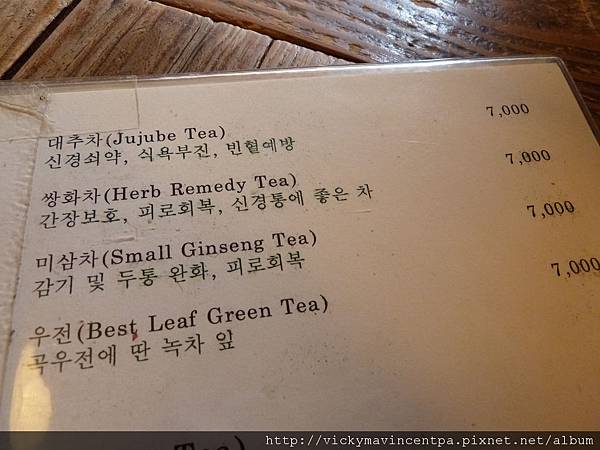 대추차(Jujube Tea) 7,000
신경쇠약, 식욕부진, 빈혈예방
쌍화차(Herb Remedy Tea) 7,000
간장보호, 피로회복, 신경통에 좋은 차
미삼차(Small Ginseng Tea) 7,000
감기 및 두통 완화, 피로회복
우전(Best Leaf Green Tea) 7,000
곡우전에 딴 녹차 잎
Tea)
http://vickymavincentpa.pixnet.net/album